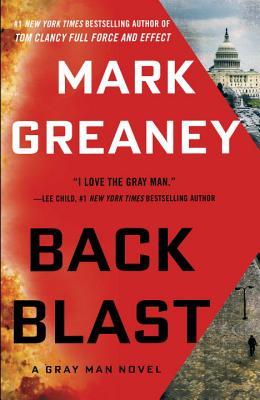 #1 NEW YORK TIMES BESTSELLING AUTHOR OF
TOM CLANCY FULL FORCE AND EFFECT
MARK
GREANEY
"I LOVE THE GRAY MAN."
—LEE CHILD, #1 NEW YORK TIMES BESTSELLING AUTHOR
BACK
BLAST
A GRAY MAN NOVEL